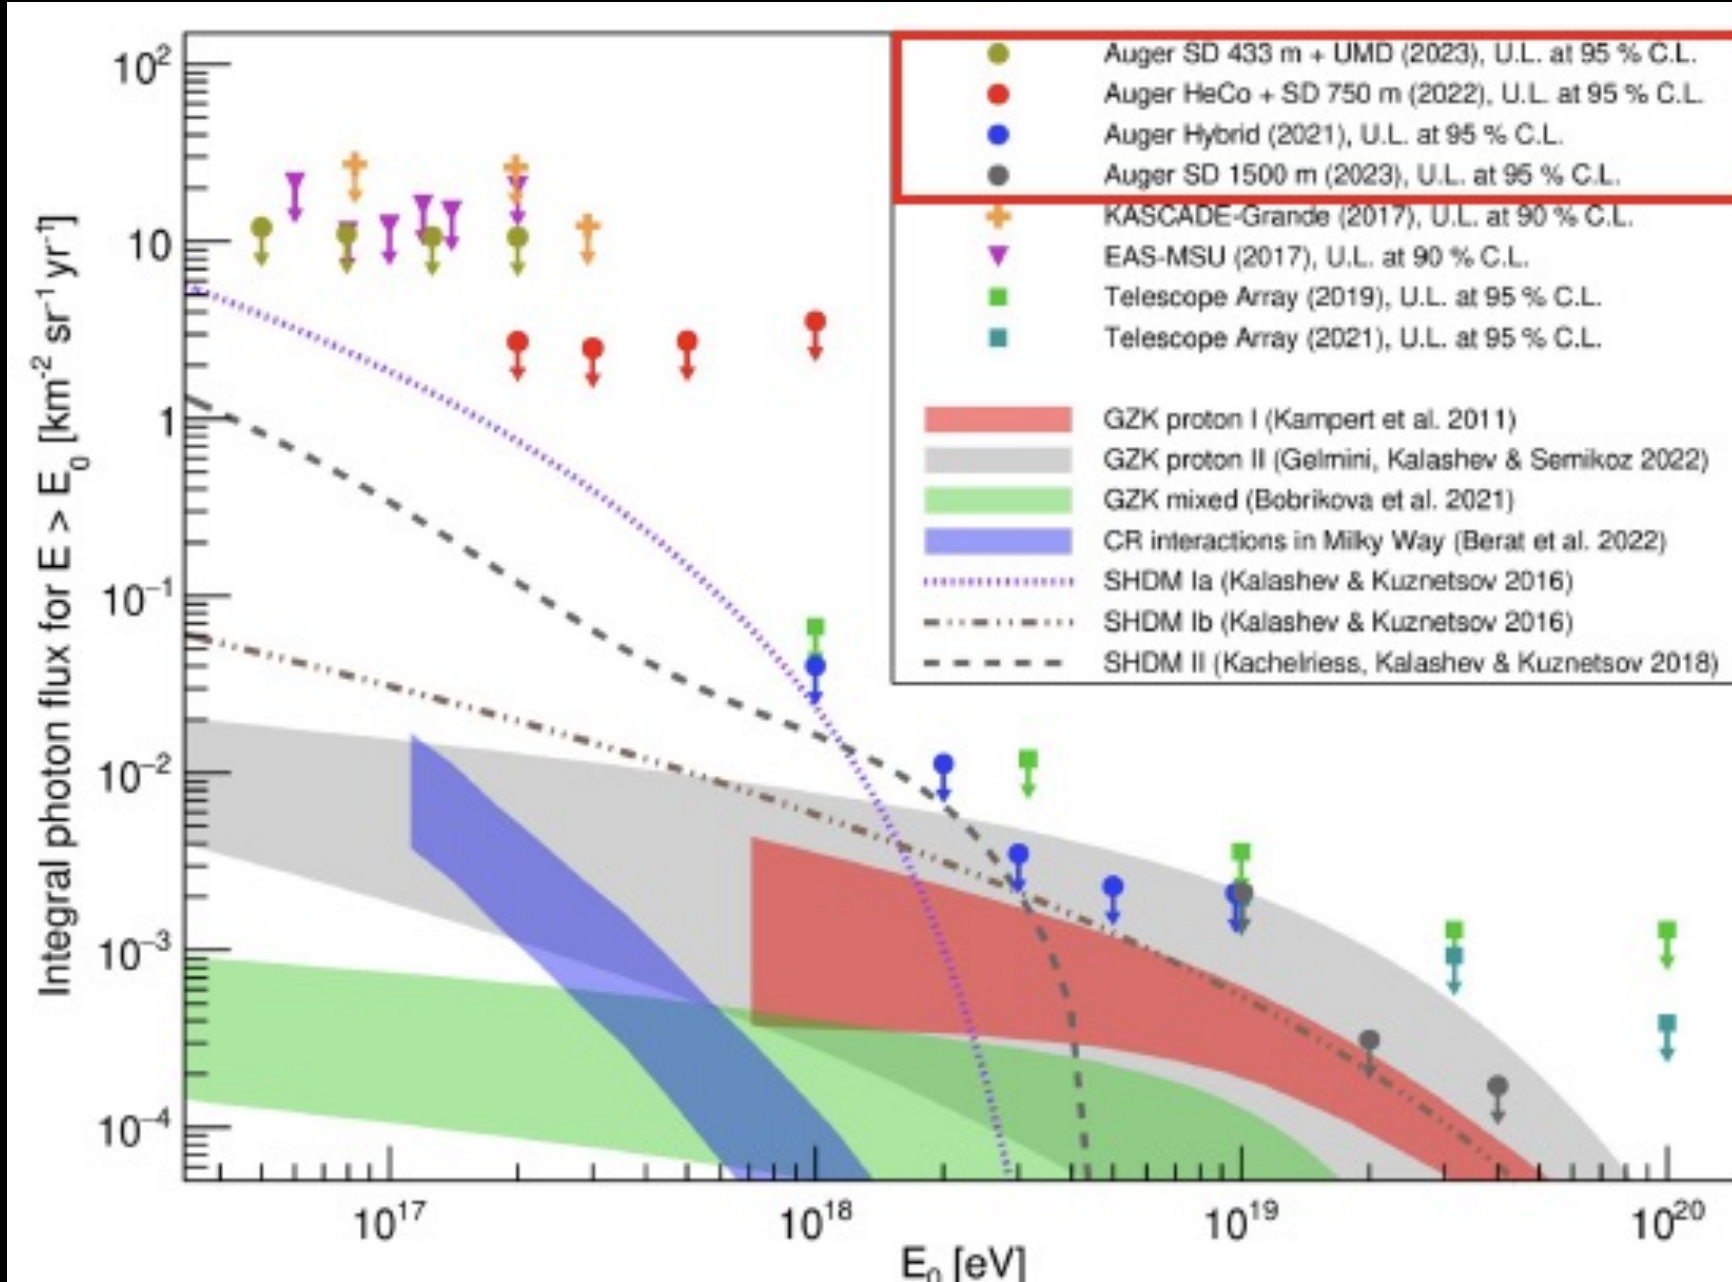 10²
10
1
10⁻¹
10⁻²
10⁻³
10⁻⁴
Integral photon flux for E > E₀ [km⁻² sr⁻¹ yr⁻¹]
Auger SD 433 m + UMD (2023), U.L. at 95 % C.L.
Auger HeCo + SD 750 m (2022), U.L. at 95 % C.L.
Auger Hybrid (2021), U.L. at 95 % C.L.
Auger SD 1500 m (2023), U.L. at 95 % C.L.
KASCADE-Grande (2017), U.L. at 90 % C.L.
EAS-MSU (2017), U.L. at 90 % C.L.
Telescope Array (2019), U.L. at 95 % C.L.
Telescope Array (2021), U.L. at 95 % C.L.
GZK proton I (Kampert et al. 2011)
GZK proton II (Gelmini, Kalashev & Semikoz 2022)
GZK mixed (Bobrikova et al. 2021)
CR interactions in Milky Way (Berat et al. 2022)
SHDM Ia (Kalashev & Kuznetsov 2016)
SHDM Ib (Kalashev & Kuznetsov 2016)
SHDM II (Kachelriess, Kalashev & Kuznetsov 2018)
10¹⁷
10¹⁸
10¹⁹
10²⁰
E₀ [eV]